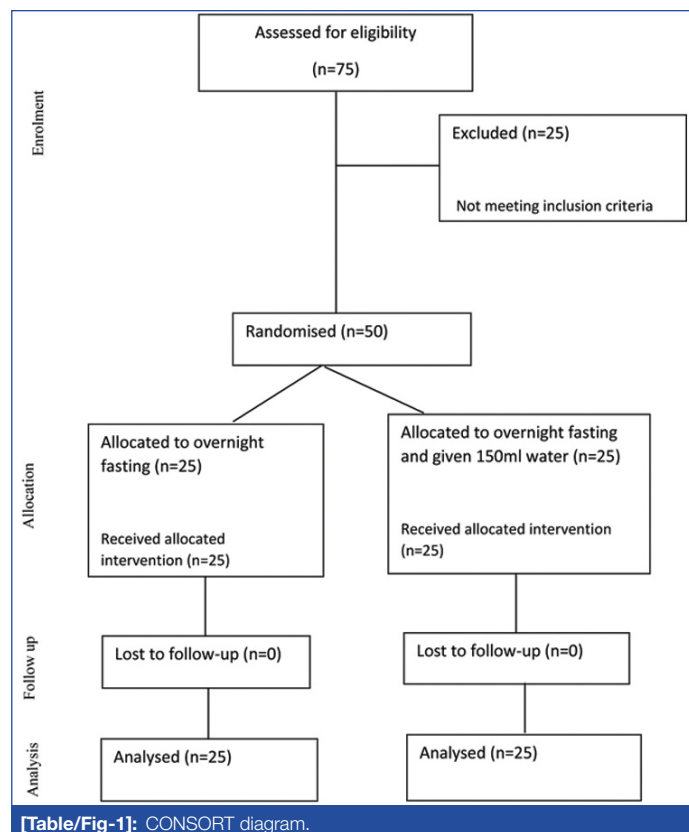 Enrolment
Assessed for eligibility
(n=75)
Excluded (n=25)
Not meeting inclusion criteria
Randomised (n=50)
Allocation
Allocated to overnight
fasting (n=25)
Received allocated
intervention (n=25)
Allocated to overnight fasting
and given 150ml water (n=25)
Received allocated intervention
(n=25)
Follow up
Lost to follow-up (n=0)
Lost to follow-up (n=0)
Analysis
Analysed (n=25)
Analysed (n=25)
[Table/Fig-1]: CONSORT diagram.